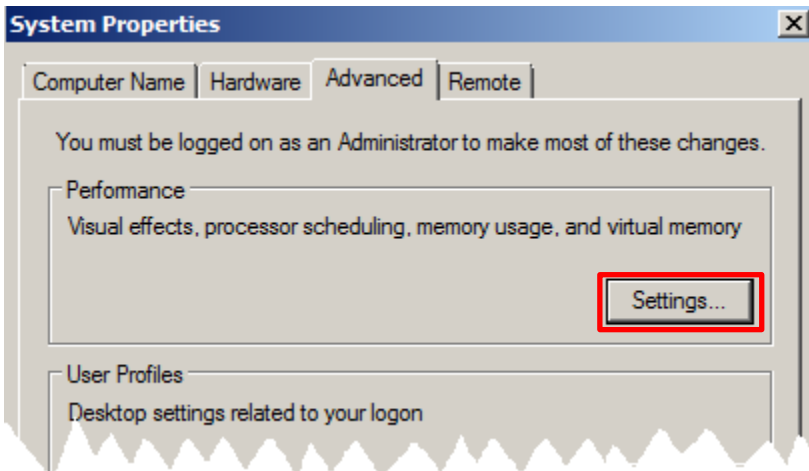 System Properties
Computer Name Hardware Advanced Remote
You must be logged on as an Administrator to make most of these changes.
Performance
Visual effects, processor scheduling, memory usage, and virtual memory
Settings...
User Profiles
Desktop settings related to your logon